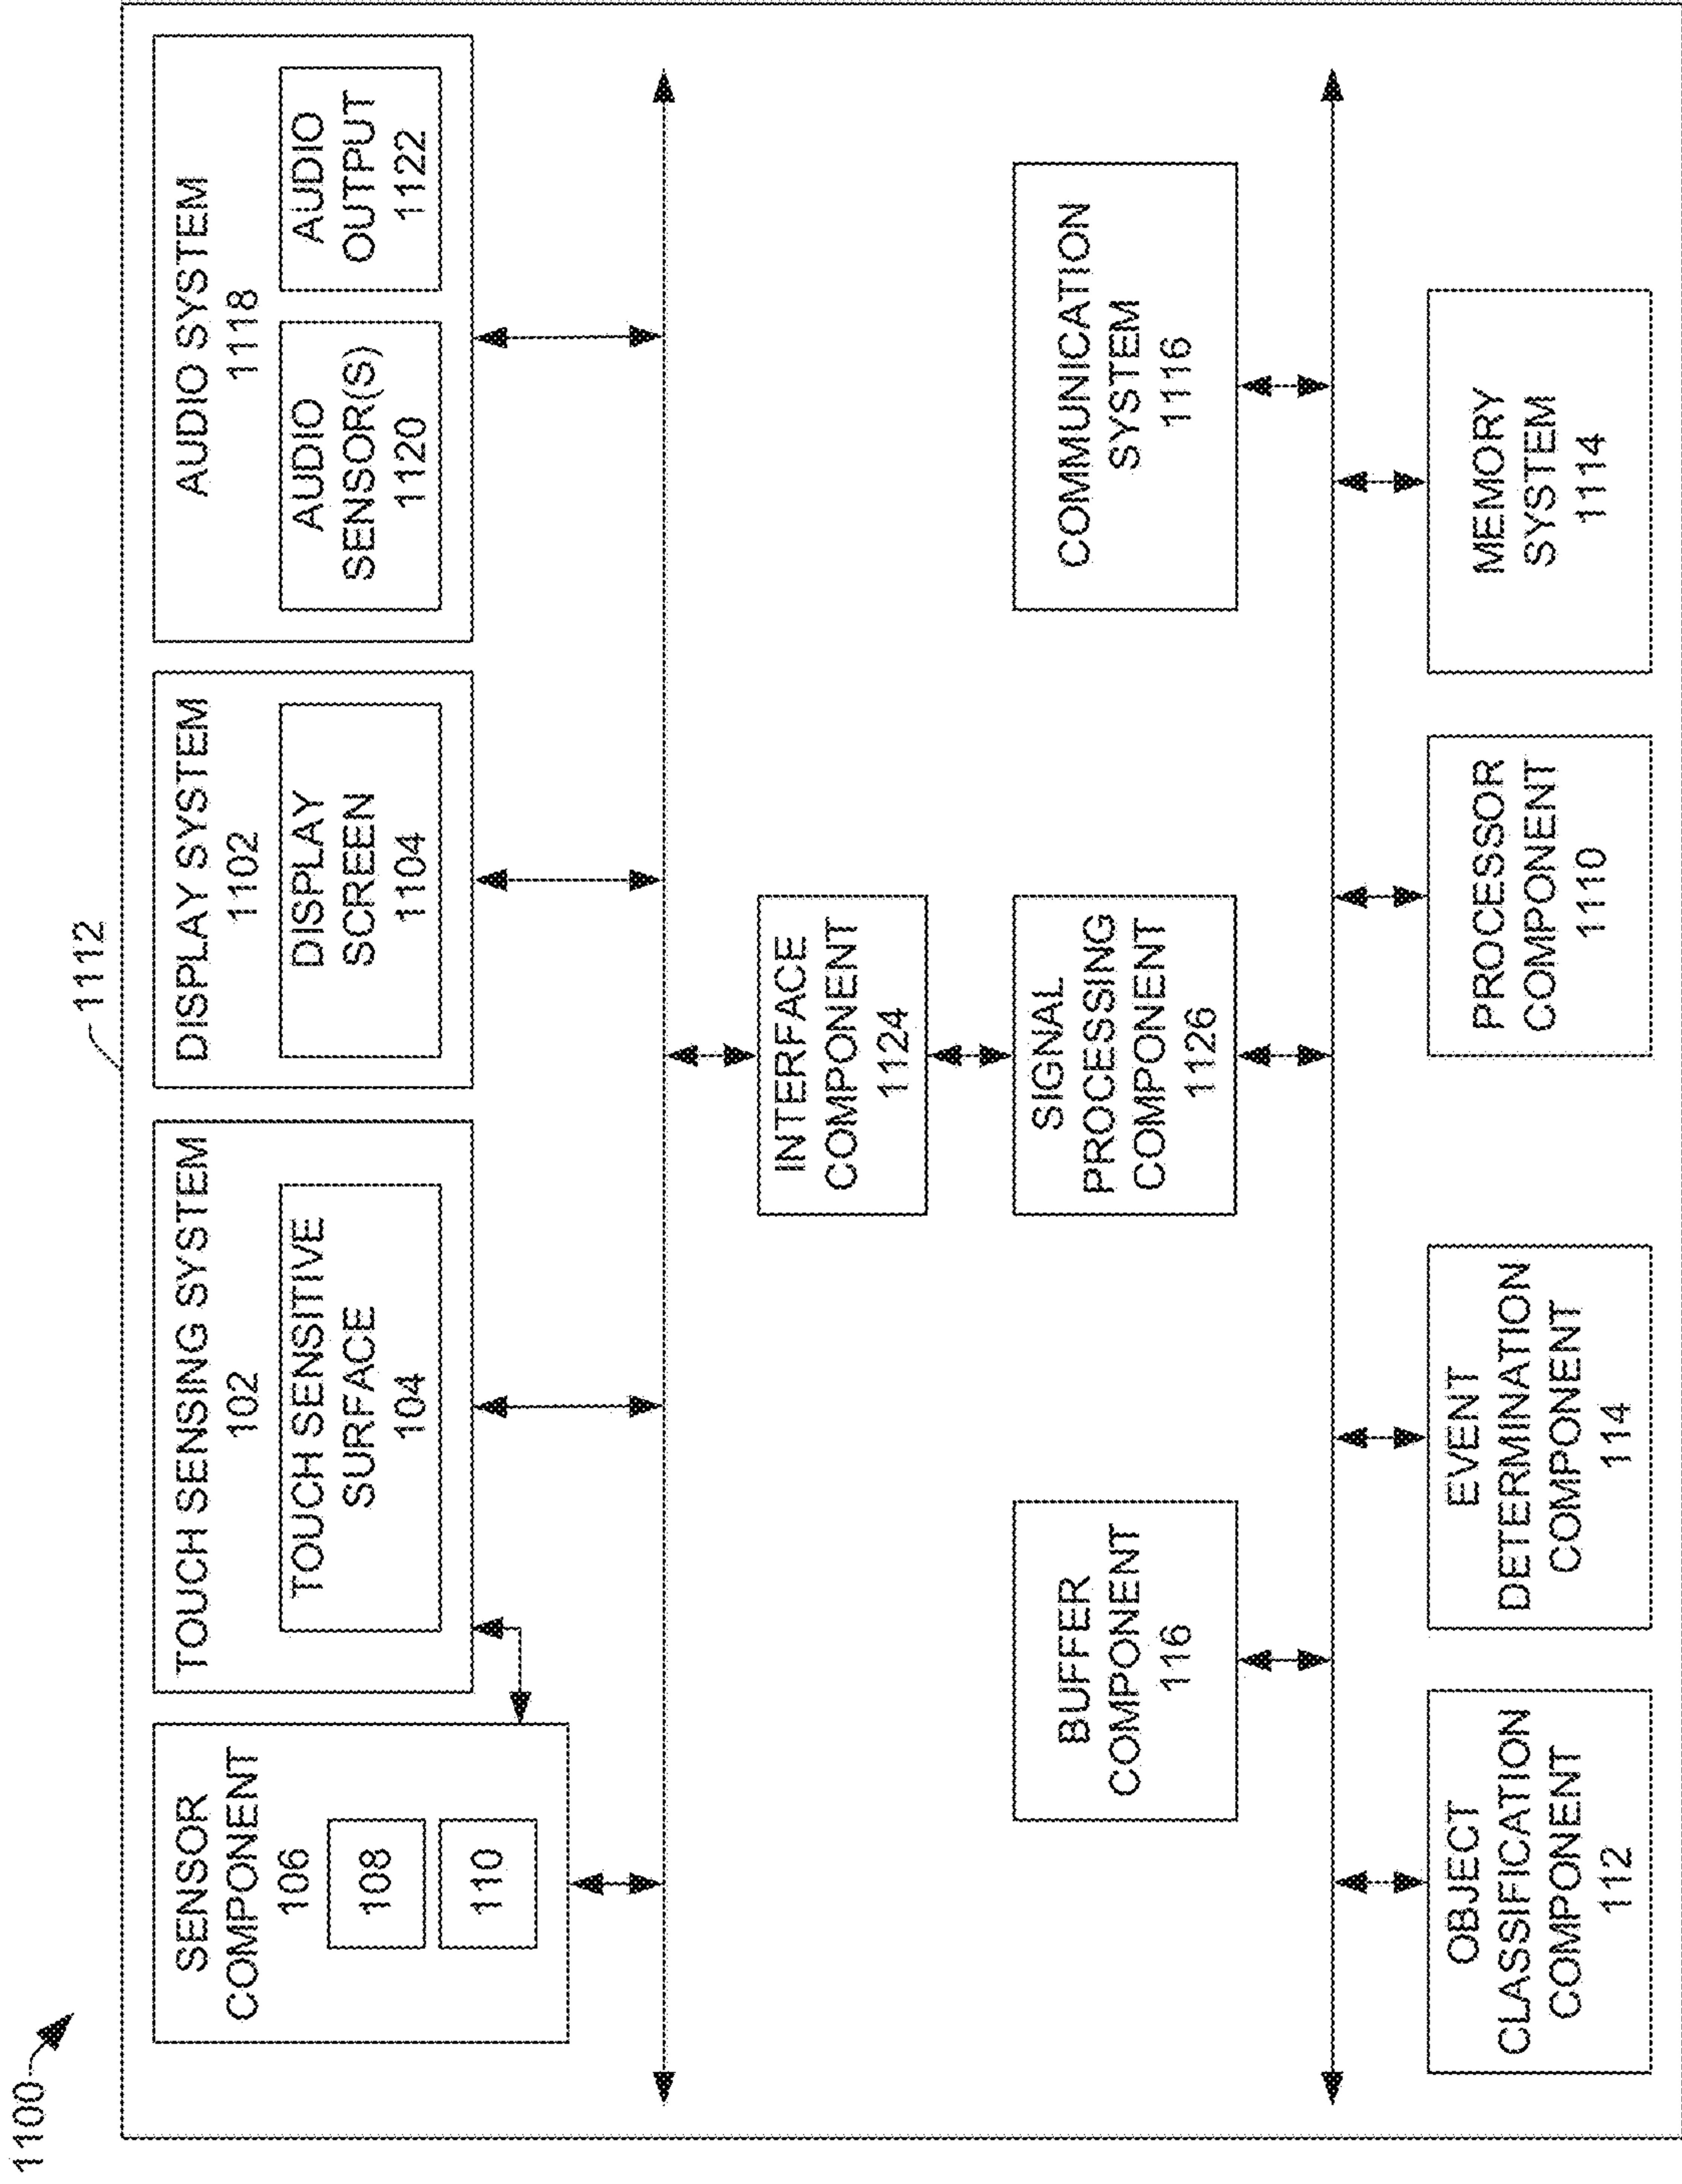 1100
1112
SENSOR
COMPONENT
106
108
110
TOUCH SENSING SYSTEM
102
TOUCH SENSITIVE
SURFACE
104
DISPLAY SYSTEM
1102
DISPLAY
SCREEN
1104
AUDIO SYSTEM
1118
AUDIO
SENSOR(S)
1120
AUDIO
OUTPUT
1122
INTERFACE
COMPONENT
1124
BUFFER
COMPONENT
116
SIGNAL
PROCESSING
COMPONENT
1126
COMMUNICATION
SYSTEM
1116
OBJECT
CLASSIFICATION
COMPONENT
112
EVENT
DETERMINATION
COMPONENT
114
PROCESSOR
COMPONENT
1110
MEMORY
SYSTEM
1114